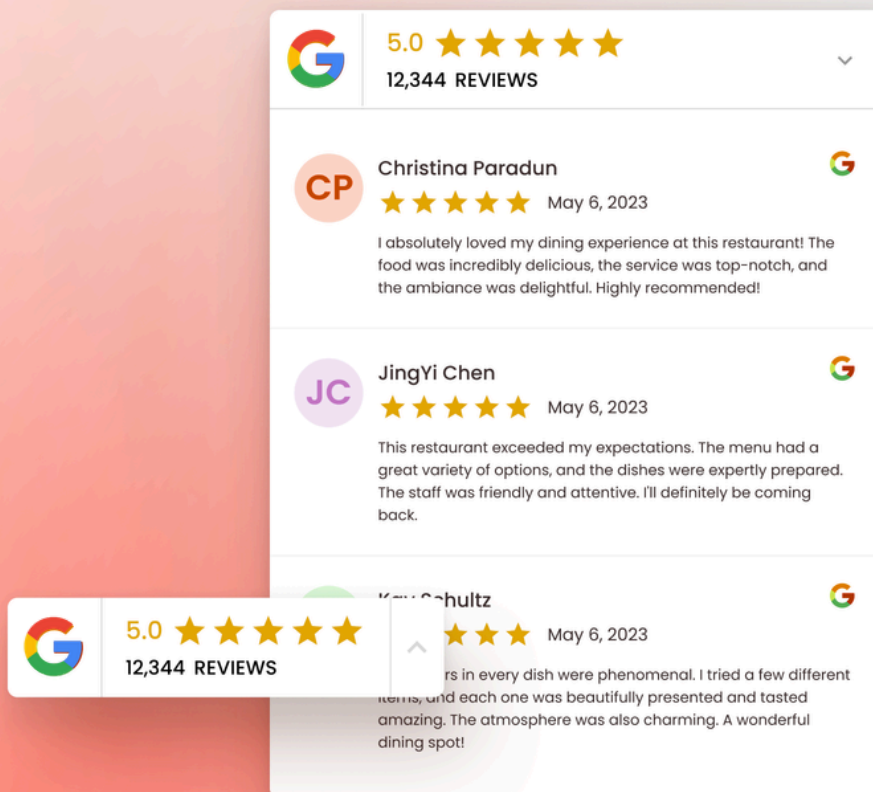 5.0
12,344 REVIEWS
CP
Christina Paradun
May 6, 2023
I absolutely loved my dining experience at this restaurant! The
food was incredibly delicious, the service was top-notch, and
the ambiance was delightful. Highly recommended!
JC
JingYi Chen
May 6, 2023
This restaurant exceeded my expectations. The menu had a
great variety of options, and the dishes were expertly prepared.
The staff was friendly and attentive. I'll definitely be coming
back.
Schultz
May 6, 2023
in every dish were phenomenal. I tried a few different
items, and each one was beautifully presented and tasted
amazing. The atmosphere was also charming. A wonderful
dining spot!
5.0
12,344 REVIEWS